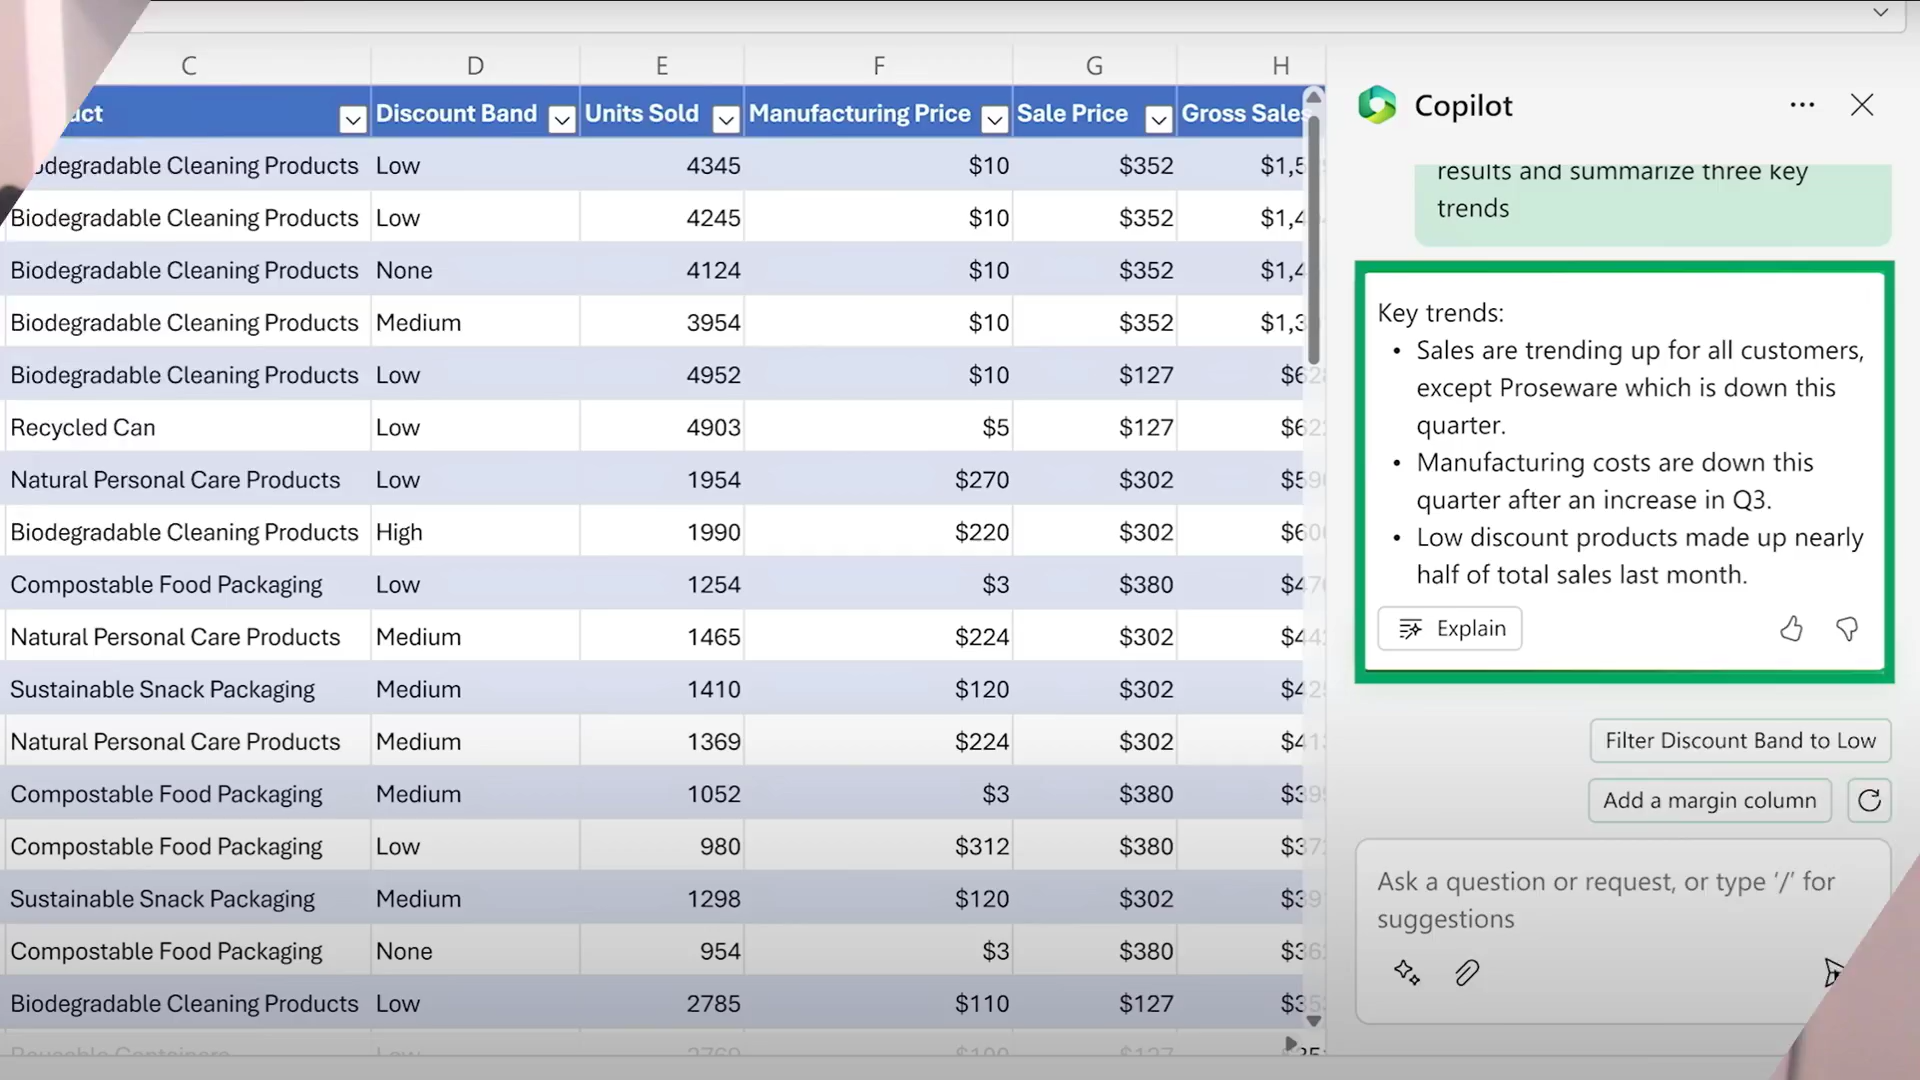 C D E F G H
Discount Band Units Sold Manufacturing Price Sale Price Gross Sales
Cleaning Products Low 4345 $10 $352
Biodegradable Cleaning Products Low 4245 $10 $352
Biodegradable Cleaning Products None 4124 $10 $352
Biodegradable Cleaning Products Medium 3954 $10 $352
Biodegradable Cleaning Products Low 4952 $10 $127
Recycled Can Low 4903 $5 $127
Natural Personal Care Products Low 1954 $270 $302
Biodegradable Cleaning Products High 1990 $220 $302
Compostable Food Packaging Low 1254 $3 $380
Natural Personal Care Products Medium 1465 $224 $302
Sustainable Snack Packaging Medium 1410 $120 $302
Natural Personal Care Products Medium 1369 $224 $302
Compostable Food Packaging Medium 1052 $3 $380
Compostable Food Packaging Low 980 $312 $380
Sustainable Snack Packaging Medium 1298 $120 $302
Compostable Food Packaging None 954 $3 $380
Biodegradable Cleaning Products Low 2785 $110 $127
Copilot
results and summarize three key
trends
Key trends:
• Sales are trending up for all customers,
except Proseware which is down this
quarter.
• Manufacturing costs are down this
quarter after an increase in Q3.
• Low discount products made up nearly
half of total sales last month.
Explain
Filter Discount Band to Low
Add a margin column
Ask a question or request, or type ‘/’ for
suggestions